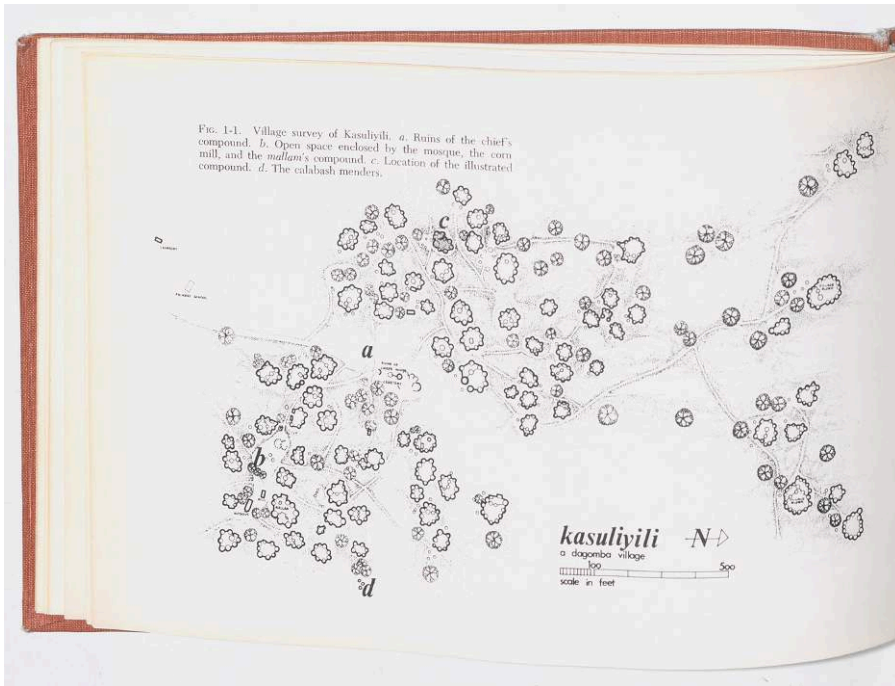 FIG. 1-1. Village survey of Kasuliyili. a. Ruins of the chief's
compound. b. Open space enclosed by the mosque, the corn
mill, and the mallam's compound. c. Location of the illustrated
compound. d. The calabash menders.
c
a
b
d
kasuliyili N
a dagomba village
100 500
scale in feet